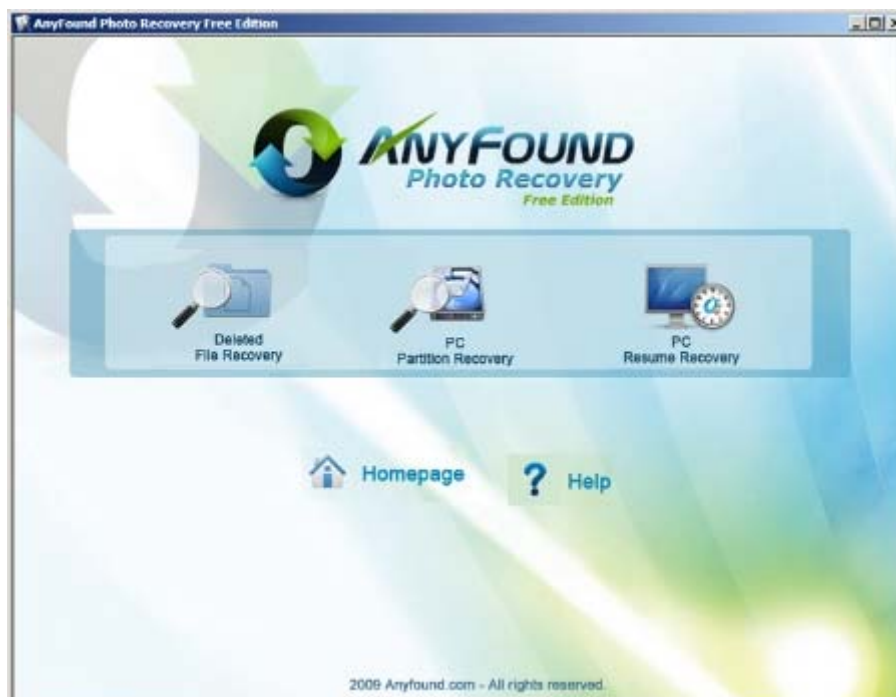 AnyFound Photo Recovery Free Edition
ANYFOUND
Photo Recovery
Free Edition
Deleted
File Recovery
PC
Partition Recovery
PC
Resume Recovery
Homepage
? Help
2009 Anyfound.com - All rights reserved.